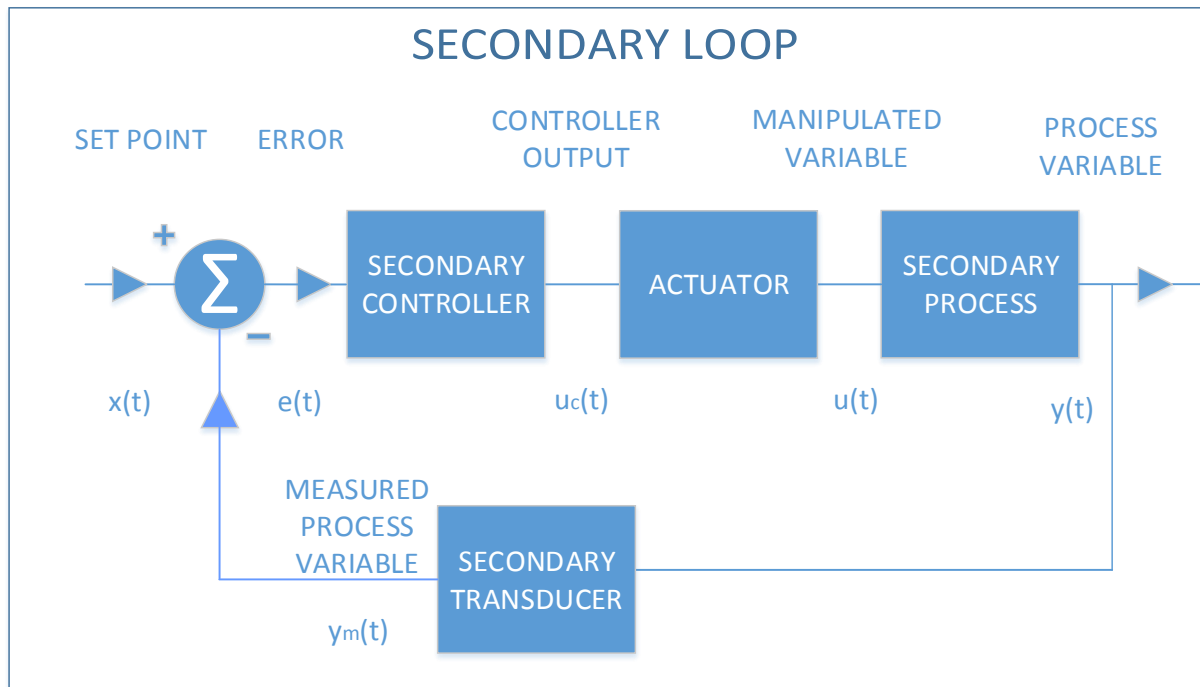 SECONDARY LOOP
SET POINT
ERROR
CONTROLLER
OUTPUT
MANIPULATED
VARIABLE
PROCESS
VARIABLE
+
Σ
−
SECONDARY
CONTROLLER
ACTUATOR
SECONDARY
PROCESS
x(t)
e(t)
uc(t)
u(t)
y(t)
MEASURED
PROCESS
VARIABLE
SECONDARY
TRANSDUCER
ym(t)